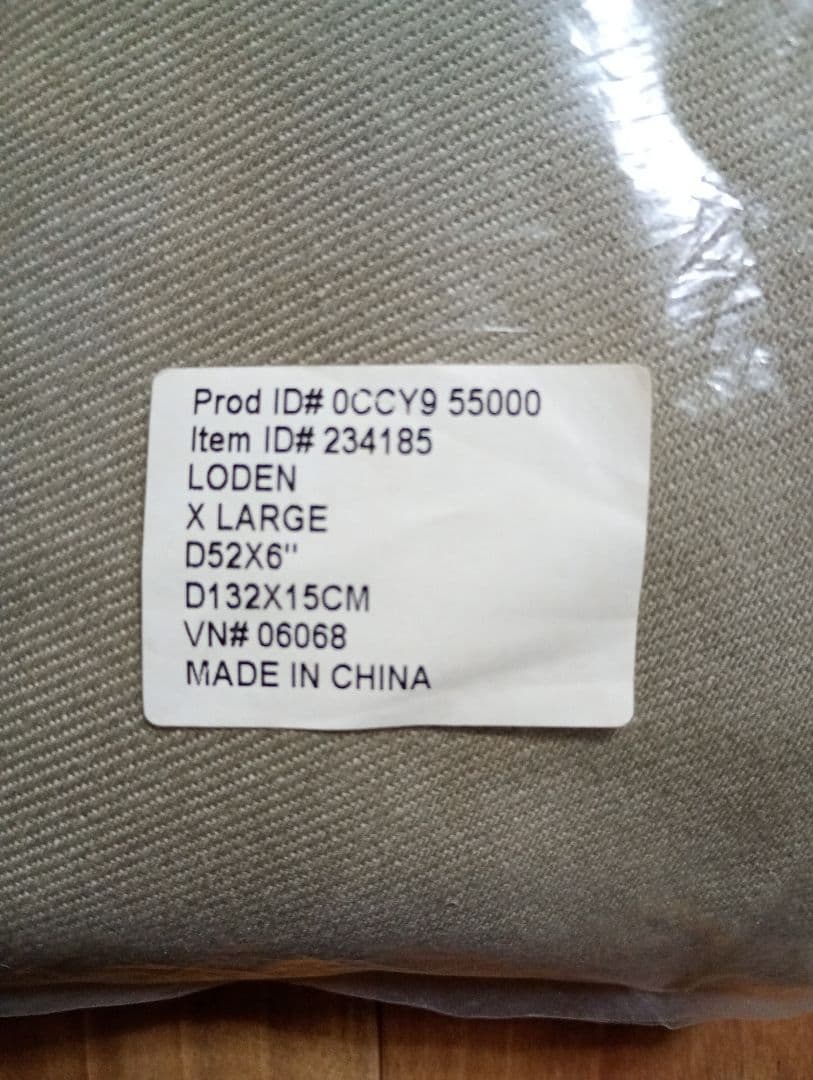 Prod ID# 0CCY9 55000
Item ID# 234185
LODEN
X LARGE
D52X6"
D132X15CM
VN# 06068
MADE IN CHINA